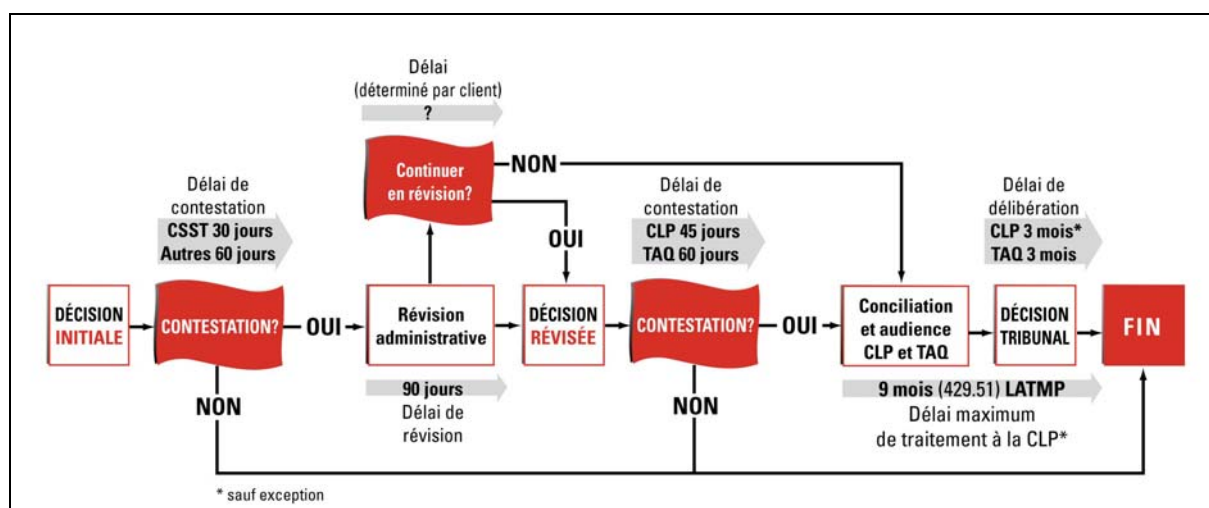 Délai
(déterminé par client)
?
Continuer
en révision?
NON
OUI
Délai de
contestation
CSST 30 jours
Autres 60 jours
Délai de
contestation
CLP 45 jours
TAQ 60 jours
Délai de
délibération
CLP 3 mois*
TAQ 3 mois
DÉCISION
INITIALE
CONTESTATION?
OUI
Révision
administrative
DÉCISION
RÉVISÉE
CONTESTATION?
OUI
Conciliation
et audience
CLP et TAQ
DÉCISION
TRIBUNAL
FIN
NON
90 jours
Délai de
révision
NON
9 mois (429.51) LATMP
Délai maximum
de traitement à la CLP*
* sauf exception